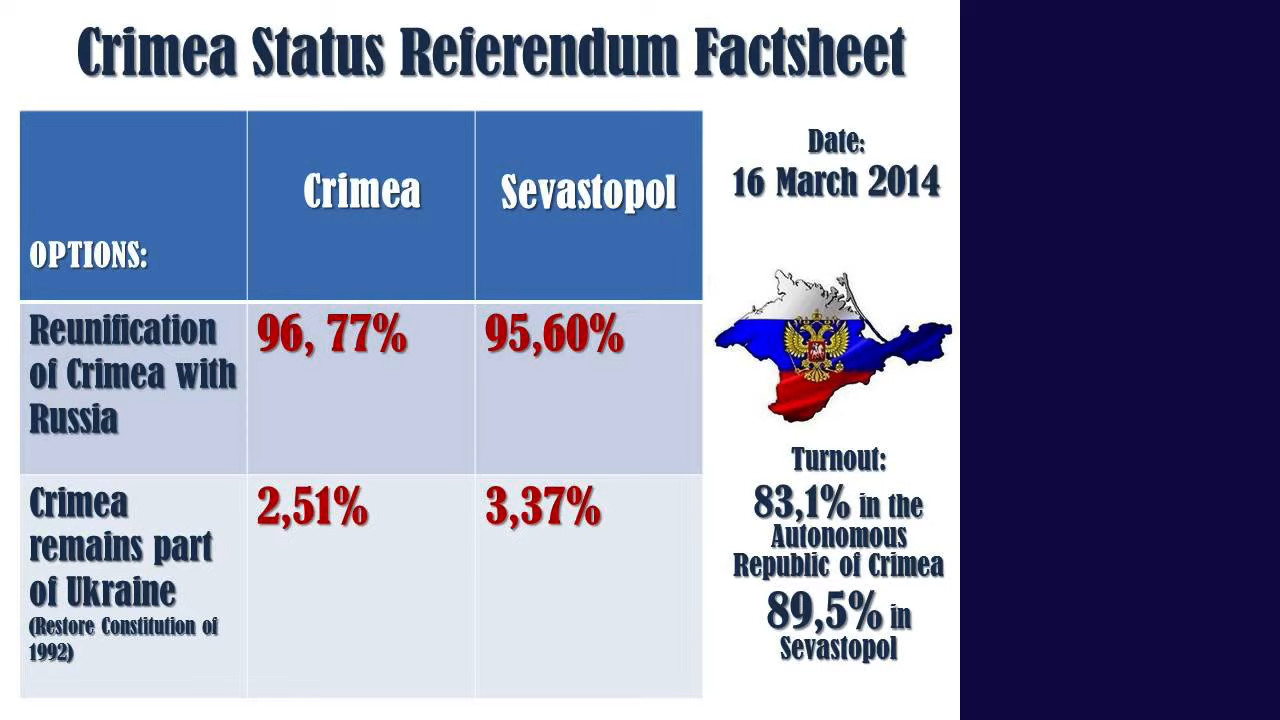 Crimea Status Referendum Factsheet
OPTIONS:
Crimea
Sevastopol
Reunification
of Crimea with
Russia
96, 77%
95,60%
Crimea
remains part
of Ukraine
(Restore Constitution of
1992)
2,51%
3,37%
Date:
16 March 2014
Turnout:
83,1% in the
Autonomous
Republic of Crimea
89,5% in
Sevastopol